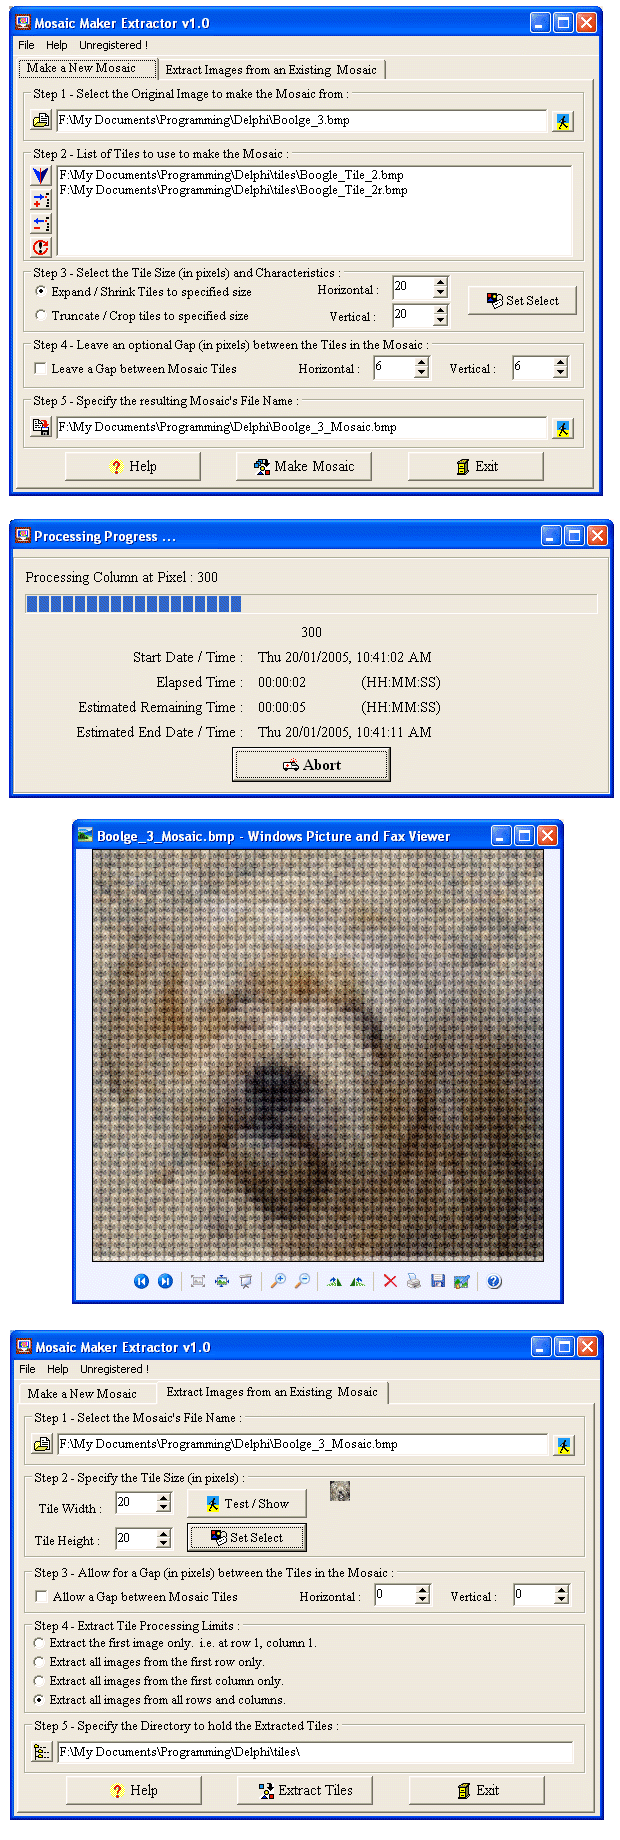 Mosaic Maker Extractor v1.0
File Help Unregistered !
Make a New Mosaic Extract Images from an Existing Mosaic
Step 1 - Select the Original Image to make the Mosaic from :
F:\My Documents\Programming\Delphi\Boolge_3.bmp
Step 2 - List of Tiles to use to make the Mosaic :
F:\My Documents\Programming\Delphi\tiles\Boogle_Tile_2.bmp
F:\My Documents\Programming\Delphi\tiles\Boogle_Tile_2r.bmp
Step 3 - Select the Tile Size (in pixels) and Characteristics :
Expand / Shrink Tiles to specified size Horizontal : 20
Set Select
Truncate / Crop tiles to specified size Vertical : 20
Step 4 - Leave an optional Gap (in pixels) between the Tiles in the Mosaic :
Leave a Gap between Mosaic Tiles Horizontal : 6 Vertical : 6
Step 5 - Specify the resulting Mosaic's File Name :
F:\My Documents\Programming\Delphi\Boolge_3_Mosaic.bmp
Help Make Mosaic Exit
Processing Progress ...
Processing Column at Pixel : 300
300
Start Date / Time : Thu 20/01/2005, 10:41:02 AM
Elapsed Time : 00:00:02 (HH:MM:SS)
Estimated Remaining Time : 00:00:05 (HH:MM:SS)
Estimated End Date / Time : Thu 20/01/2005, 10:41:11 AM
Abort
Boolge_3_Mosaic.bmp - Windows Picture and Fax Viewer
Mosaic Maker Extractor v1.0
File Help Unregistered !
Make a New Mosaic Extract Images from an Existing Mosaic
Step 1 - Select the Mosaic's File Name :
F:\My Documents\Programming\Delphi\Boolge_3_Mosaic.bmp
Step 2 - Specify the Tile Size (in pixels) :
Tile Width : 20 Test / Show
Tile Height : 20 Set Select
Step 3 - Allow for a Gap (in pixels) between the Tiles in the Mosaic :
Allow a Gap between Mosaic Tiles Horizontal : 0 Vertical : 0
Step 4 - Extract Tile Processing Limits :
Extract the first image only. i.e. at row 1, column 1.
Extract all images from the first row only.
Extract all images from the first column only.
Extract all images from all rows and columns.
Step 5 - Specify the Directory to hold the Extracted Tiles :
F:\My Documents\Programming\Delphi\tiles\
Help Extract Tiles Exit